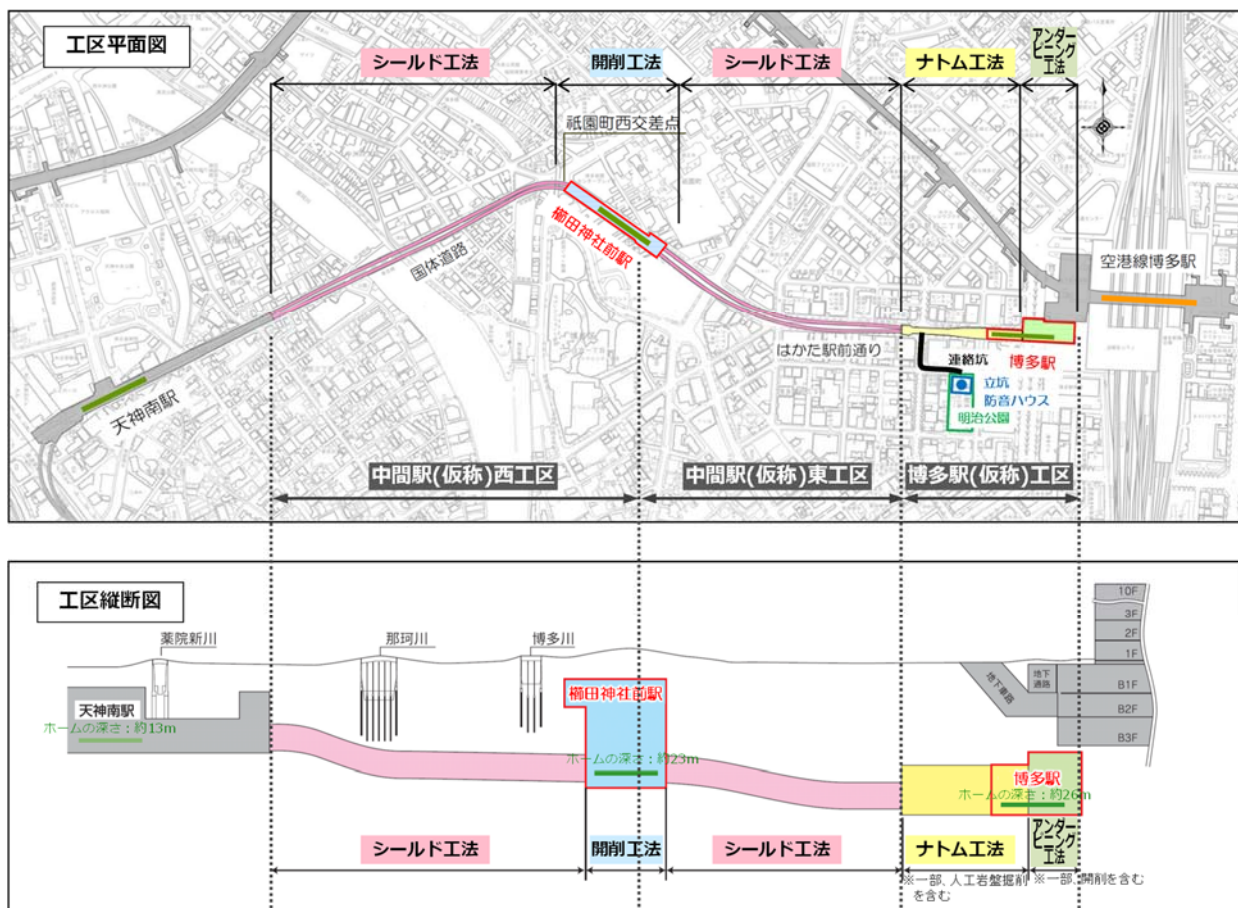 工区平面図
シールド工法
開削工法
シールド工法
ナトム工法
アンダー
ピニング
工法
祇園町西交差点
櫛田神社前駅
国体道路
空港線博多駅
はかた駅前通り
連絡坑
博多駅
立坑
防音ハウス
明治公園
天神南駅
中間駅(仮称)西工区
中間駅(仮称)東工区
博多駅(仮称)工区
工区縦断図
薬院新川
那珂川
博多川
10F
3F
2F
1F
B1F
B2F
B3F
地下車路
地下
通路
天神南駅
ホームの深さ：約13m
櫛田神社前駅
ホームの深さ：約23m
博多駅
ホームの深さ：約26m
シールド工法
開削工法
シールド工法
ナトム工法
アンダー
ピニング
工法
※一部、人工岩盤掘削
を含む
※一部、開削を含む